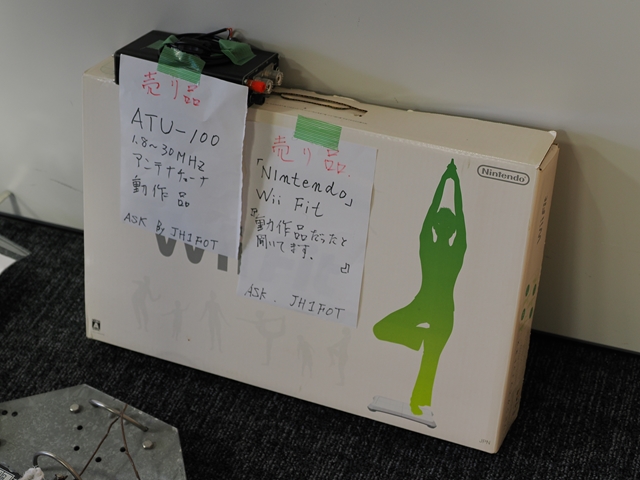 売り品
ATU-100
1.8~30MHz
アンテナチューナ
動作品
ASK By JH1FOT
売り品.
「Nintendo」
Wii Fit
『動作品だったと
聞いてます.
』
ASK. JH1FOT
Nintendo
Wii